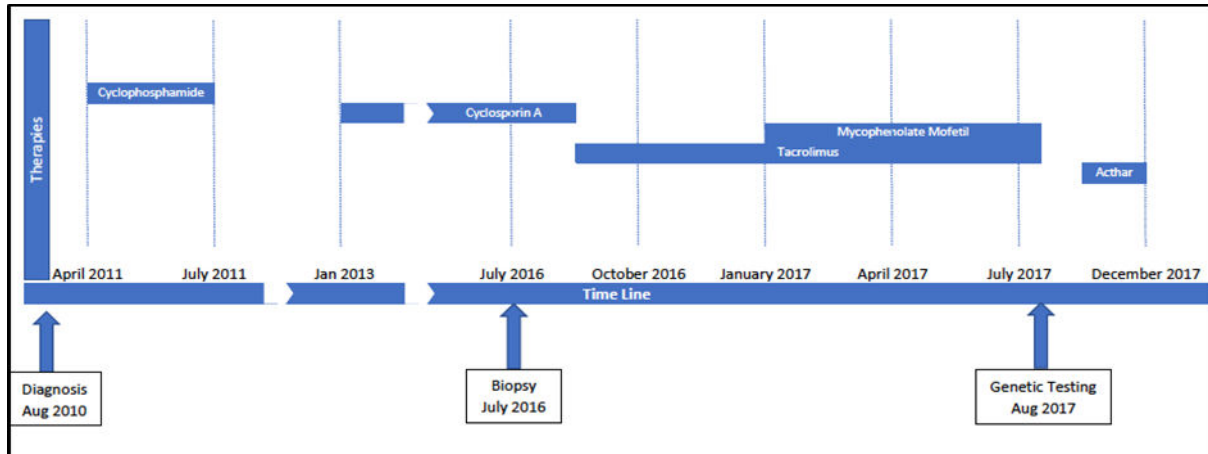 Therapies
Cyclophosphamide
Cyclosporin A
Mycophenolate Mofetil
Tacrolimus
Acthar
April 2011 July 2011 Jan 2013 July 2016 October 2016 January 2017 April 2017 July 2017 December 2017
Time Line
Diagnosis
Aug 2010
Biopsy
July 2016
Genetic Testing
Aug 2017